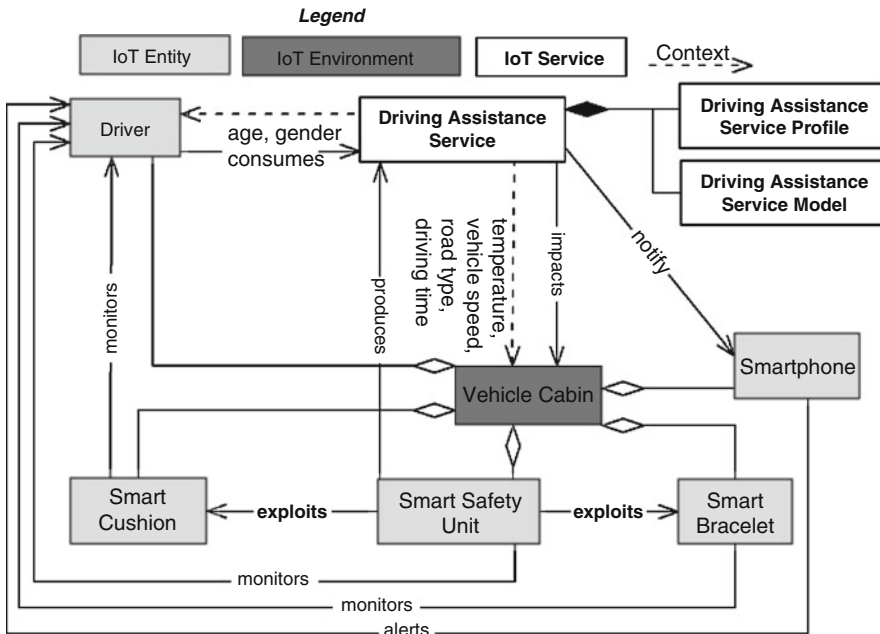 Legend
IoT Entity
IoT Environment
IoT Service
Context
Driver
age, gender
consumes
Driving Assistance
Service
Driving Assistance
Service Profile
Driving Assistance
Service Model
monitors
produces
temperature,
vehicle speed,
road type,
driving time
impacts
notify
Smartphone
Vehicle Cabin
Smart
Cushion
exploits
Smart Safety
Unit
exploits
Smart
Bracelet
monitors
monitors
alerts